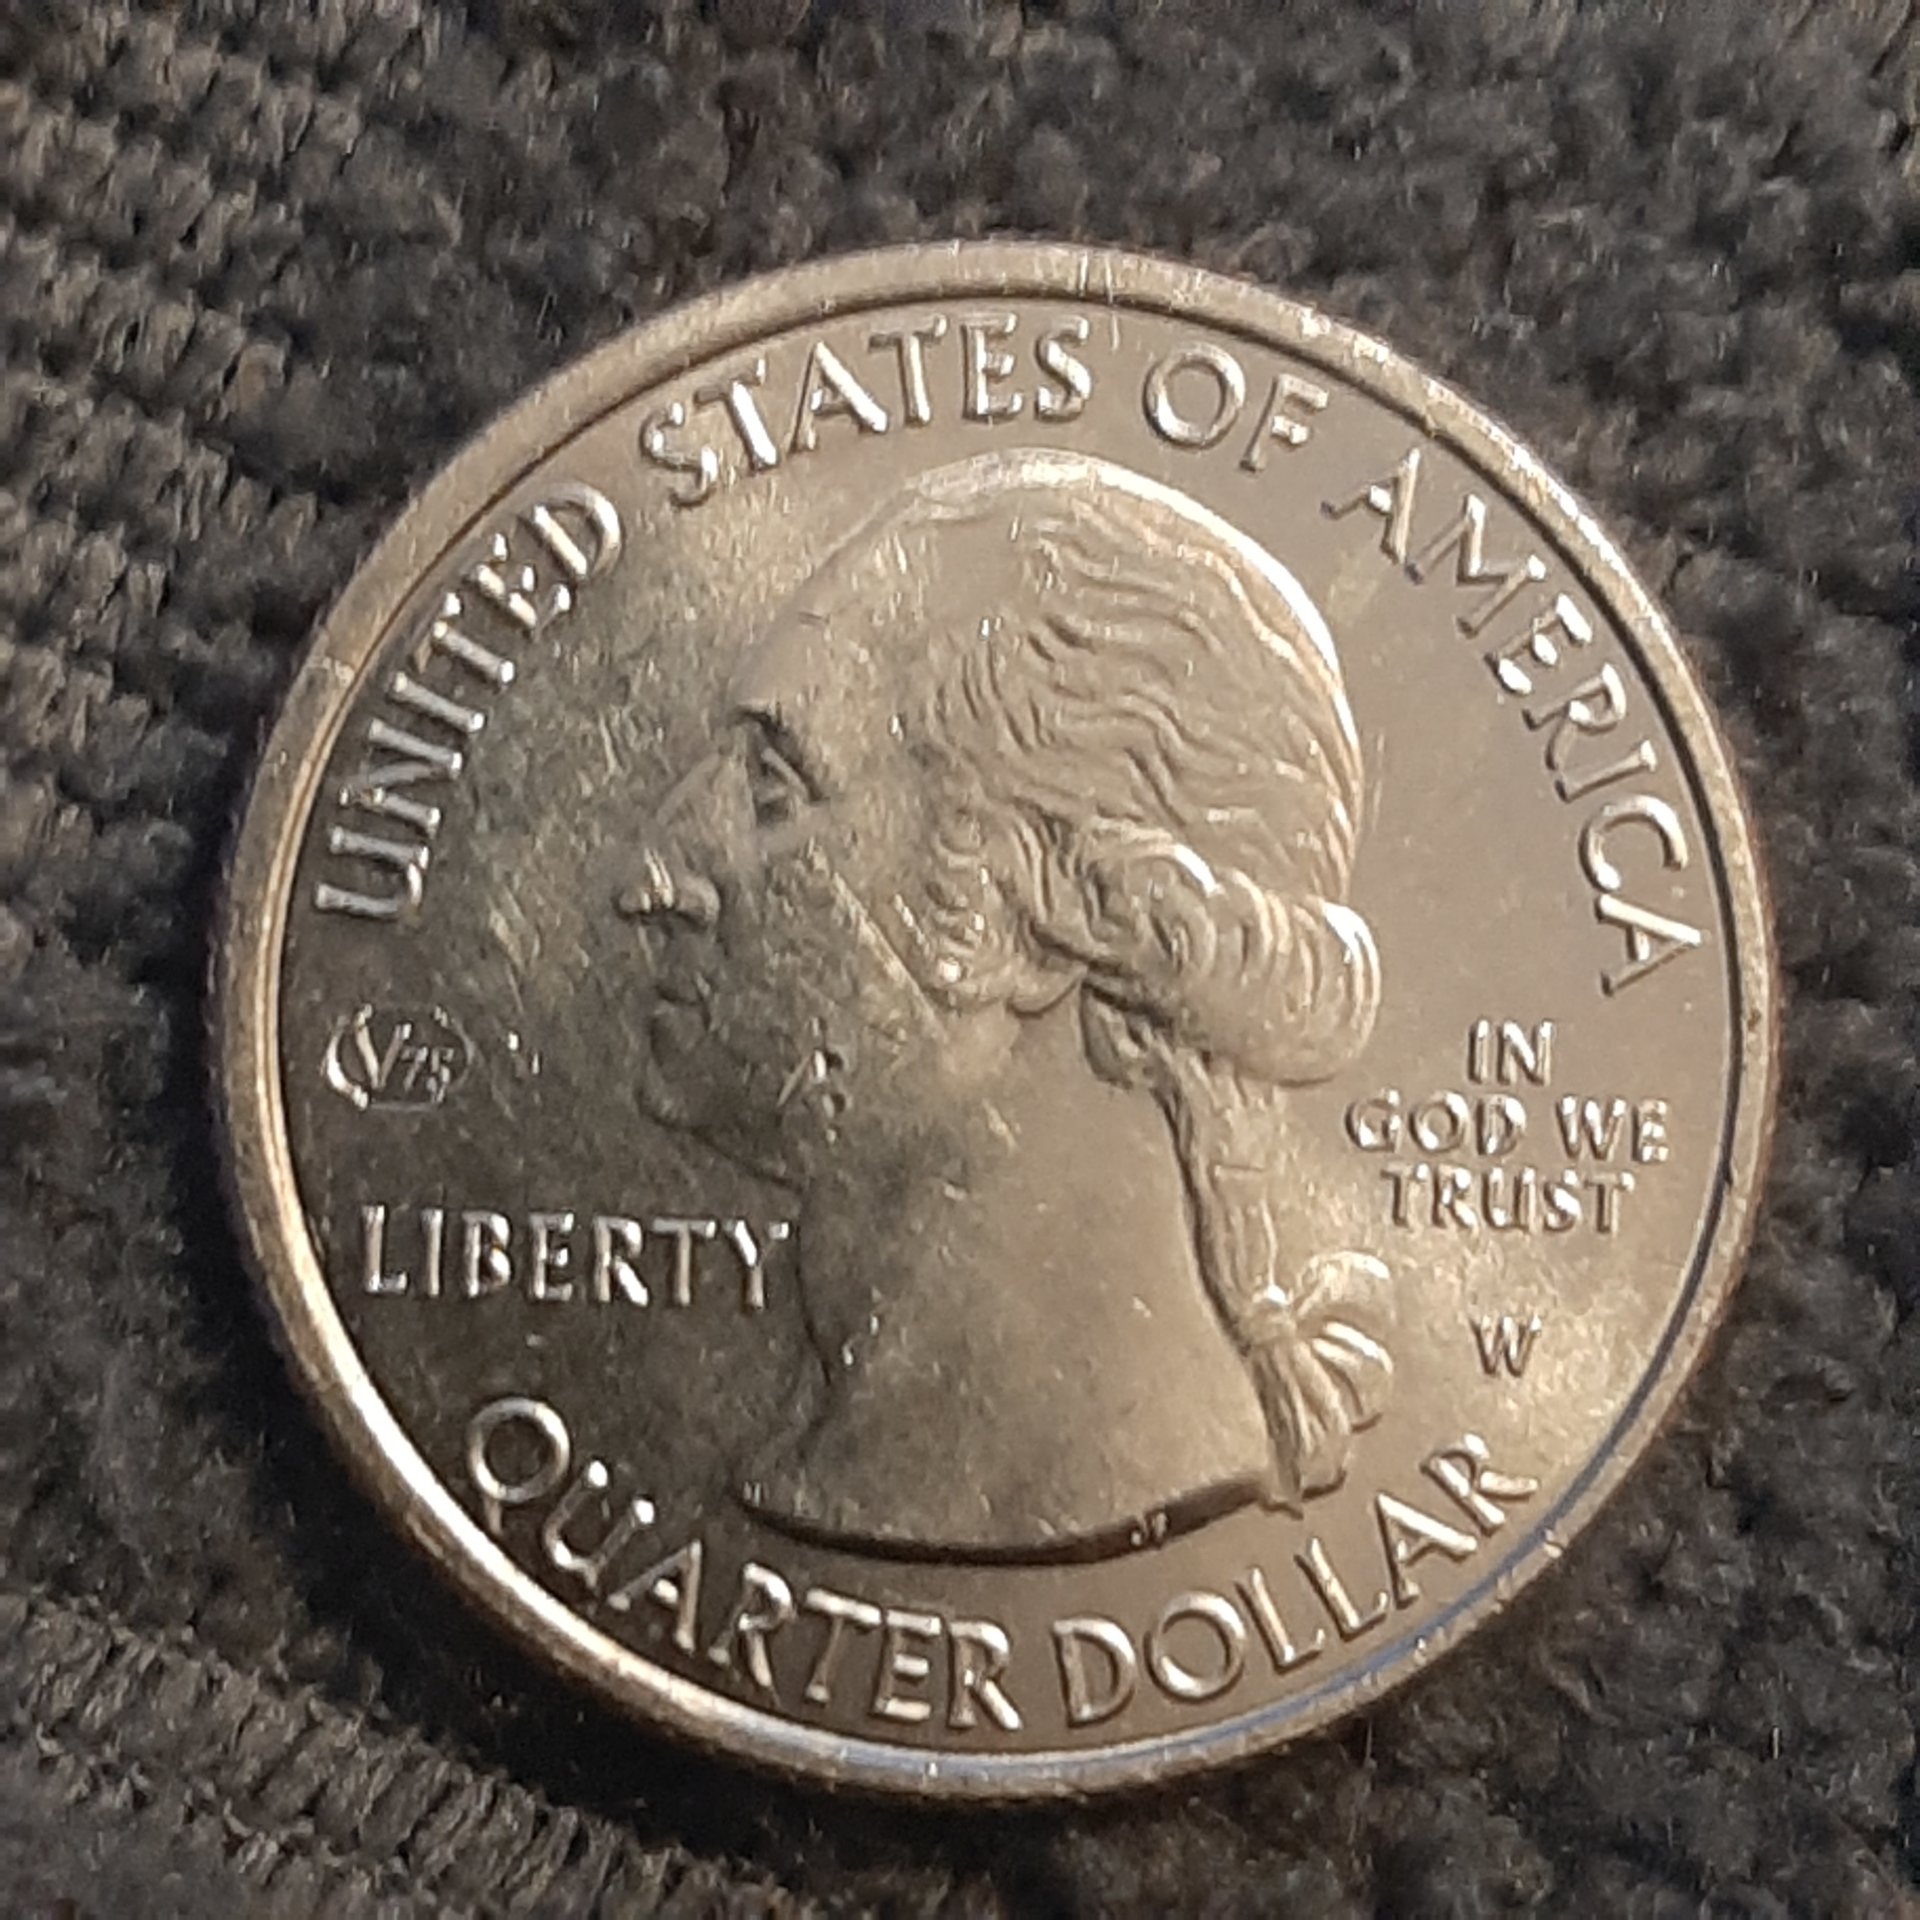 UNITED STATES OF AMERICA
V75
LIBERTY
IN
GOD WE
TRUST
W
QUARTER DOLLAR